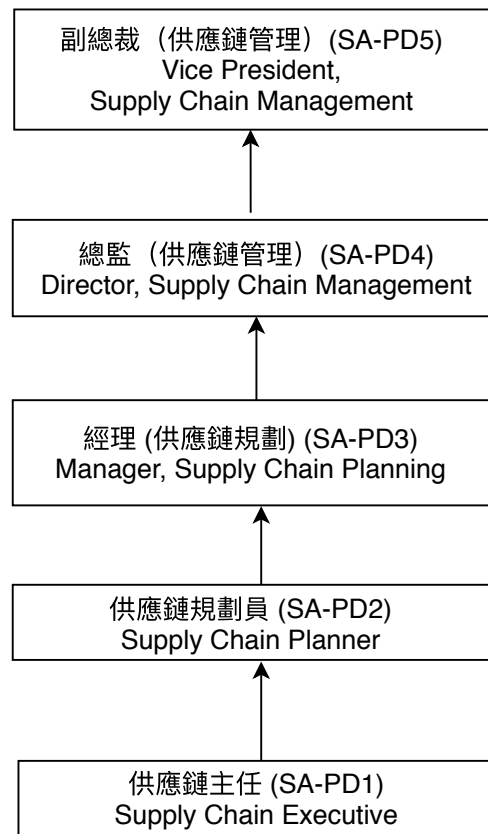 副總裁（供應鏈管理）(SA-PD5)
Vice President,
Supply Chain Management
總監（供應鏈管理）(SA-PD4)
Director, Supply Chain Management
經理 (供應鏈規劃) (SA-PD3)
Manager, Supply Chain Planning
供應鏈規劃員 (SA-PD2)
Supply Chain Planner
供應鏈主任 (SA-PD1)
Supply Chain Executive